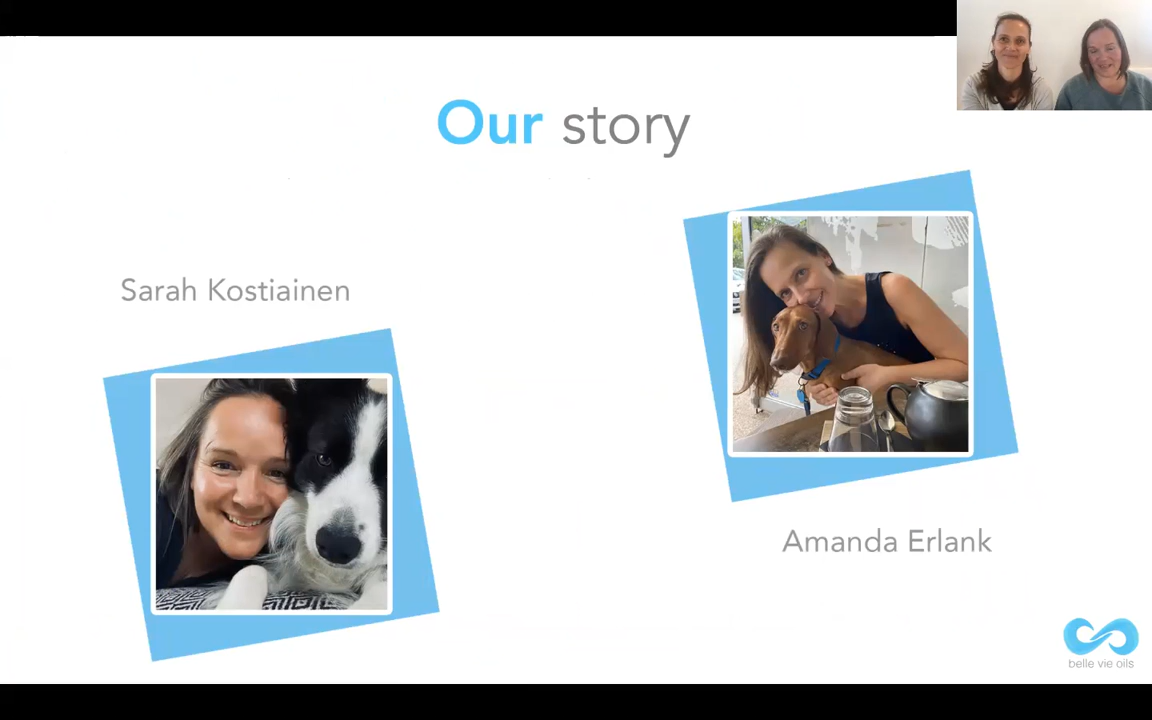 Our story
Sarah Kostiainen
Amanda Erlank
belle vie oils